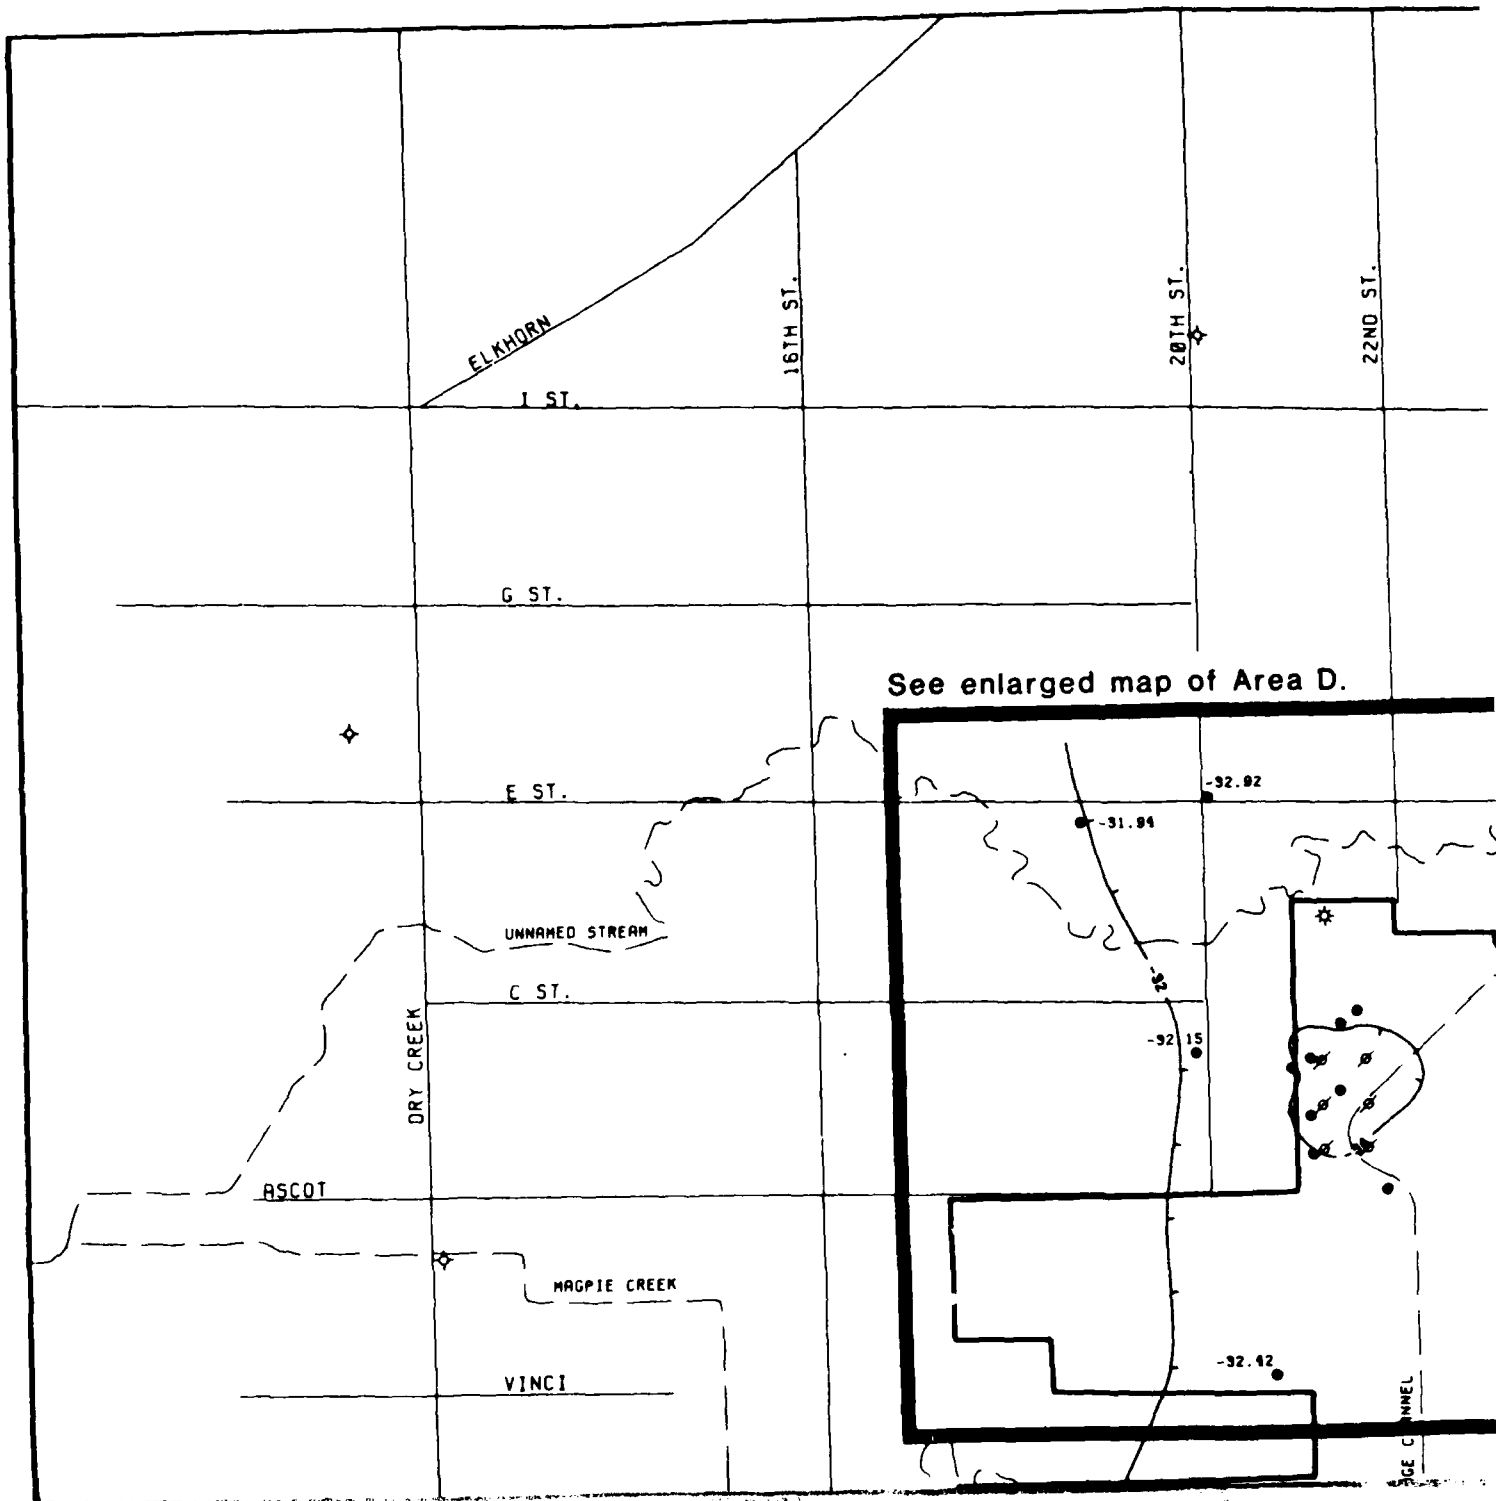 16TH ST.
20TH ST.
22ND ST.
ELKHORN
I ST.
G ST.
See enlarged map of Area D.
-32.02
E ST.
-31.94
UNNAMED STREAM
-32
C ST.
DRY CREEK
-32.15
ASCOT
MAGPIE CREEK
-32.42
VINCI